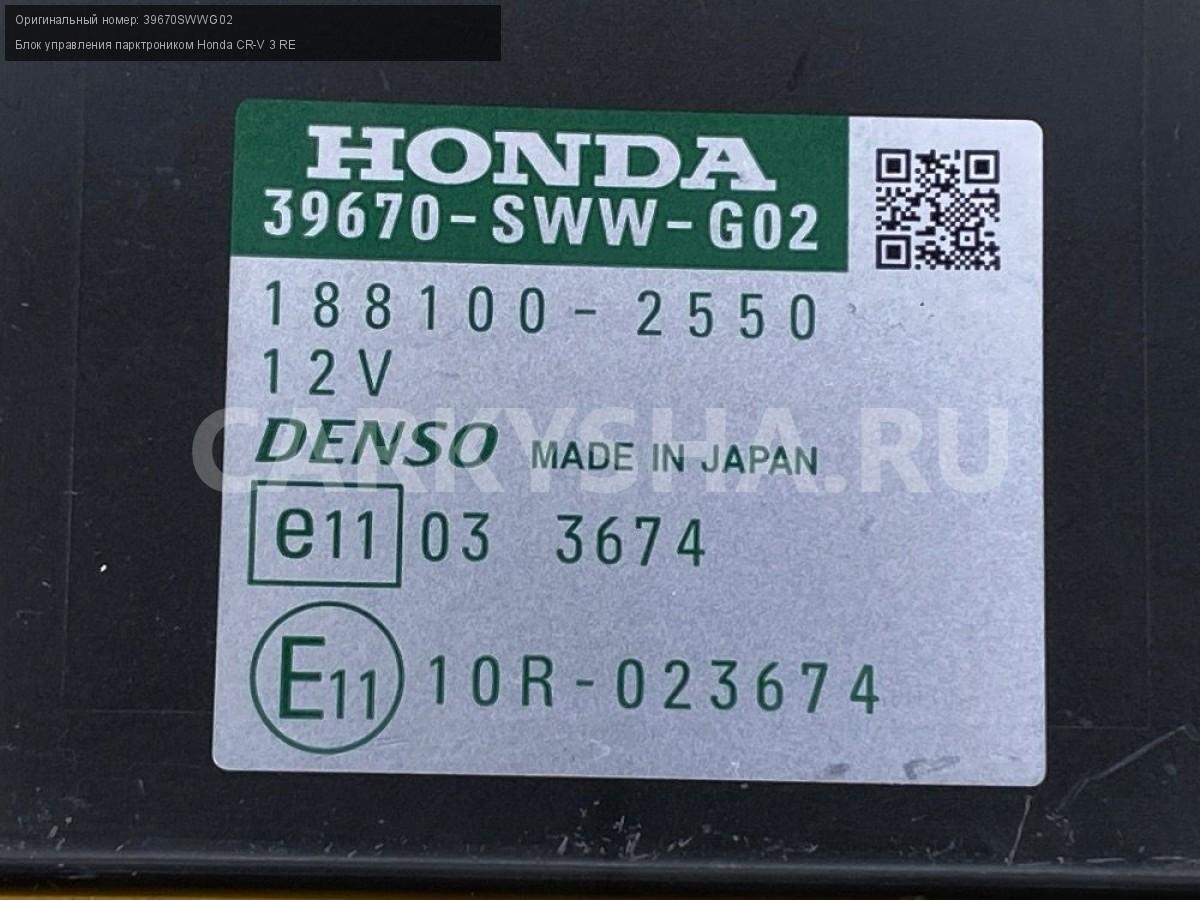 Оригинальный номер: 39670SWWG02
Блок управления парктроником Honda CR-V 3 RE
HONDA
39670-SWW-G02
188100-2550
12V
CARKYSHA.RU
DENSO MADE IN JAPAN
e11 03 3674
E11 10R-023674